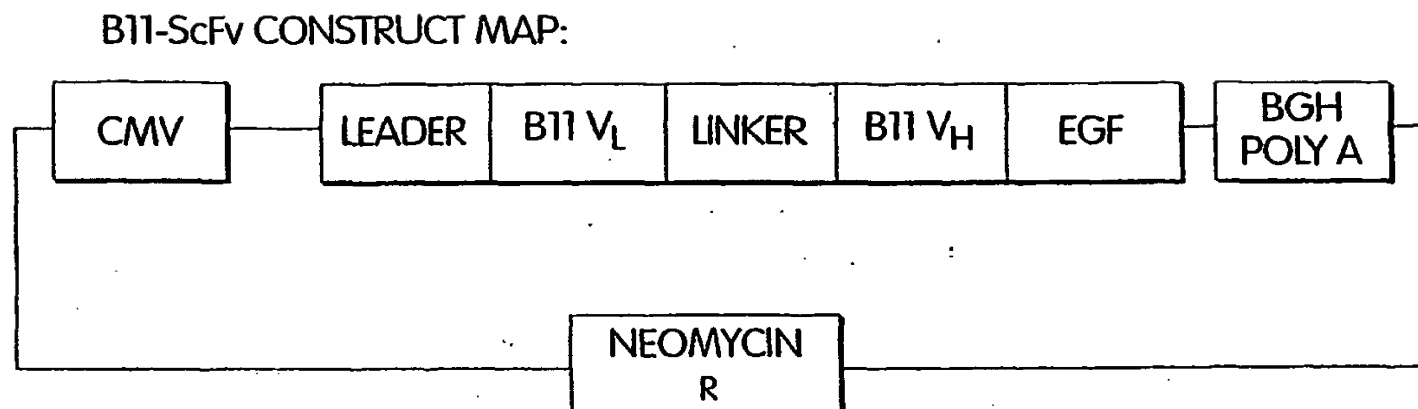 B11-ScFv CONSTRUCT MAP:
CMV
LEADER
B11 VL
LINKER
B11 VH
EGF
BGH
POLY A
NEOMYCIN
R